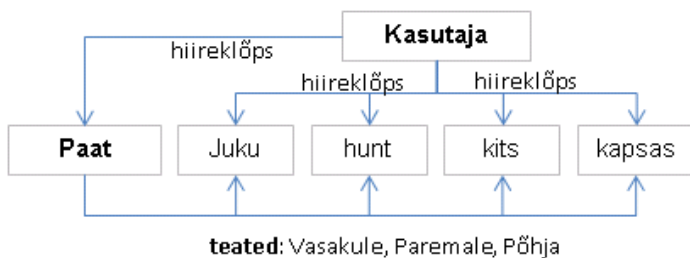 Kasutaja
hiireklõps
hiireklõps hiireklõps
Paat Juku hunt kits kapsas
teated: Vasakule, Paremale, Põhja